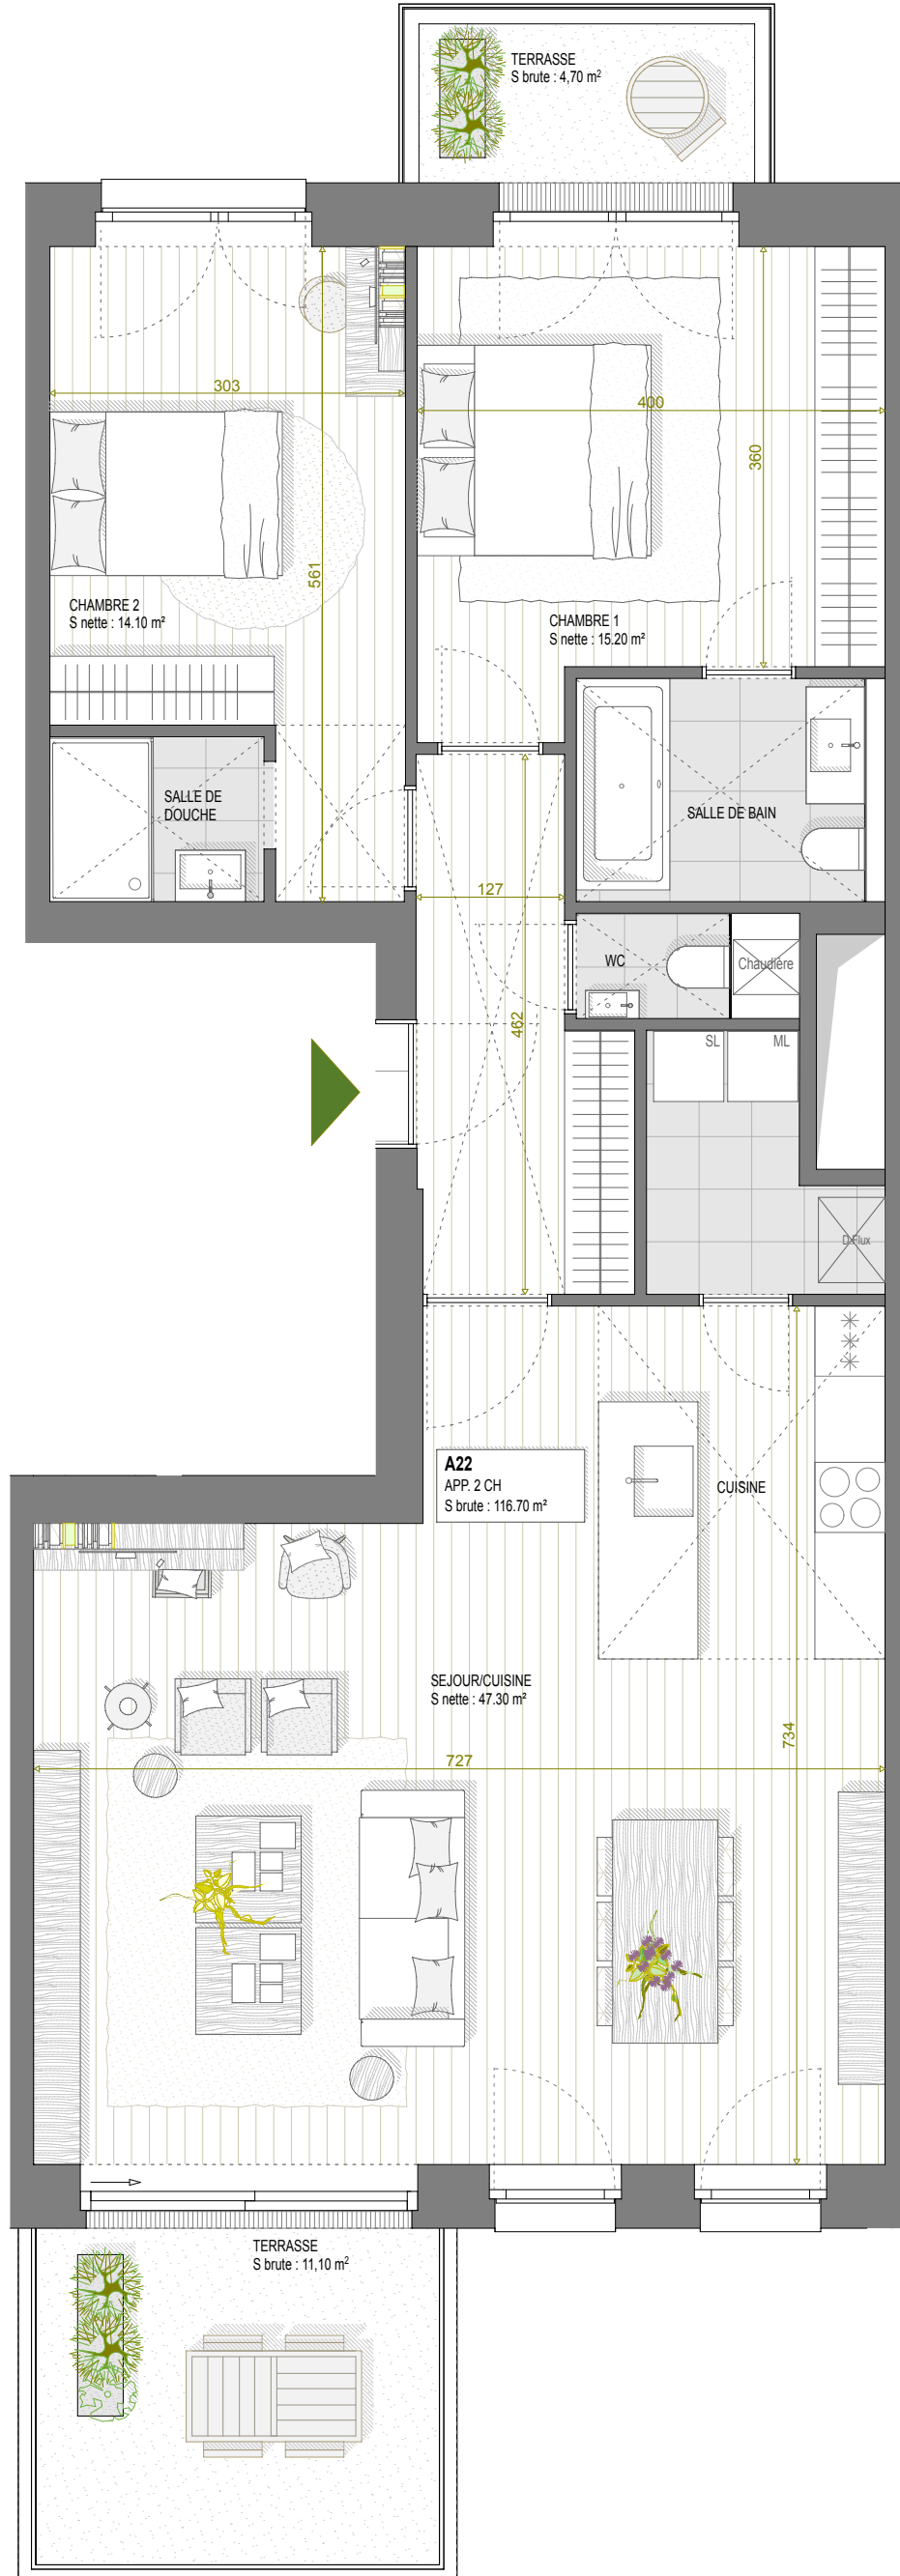 TERRASSE
S brute : 4,70 m²
303
400
360
561
CHAMBRE 2
S nette : 14.10 m²
CHAMBRE 1
S nette : 15.20 m²
SALLE DE
DOUCHE
SALLE DE BAIN
127
WC
Chaudière
462
SL
ML
D.Flux
A22
APP. 2 CH
S brute : 116.70 m²
CUISINE
SEJOUR/CUISINE
S nette : 47.30 m²
734
727
TERRASSE
S brute : 11,10 m²